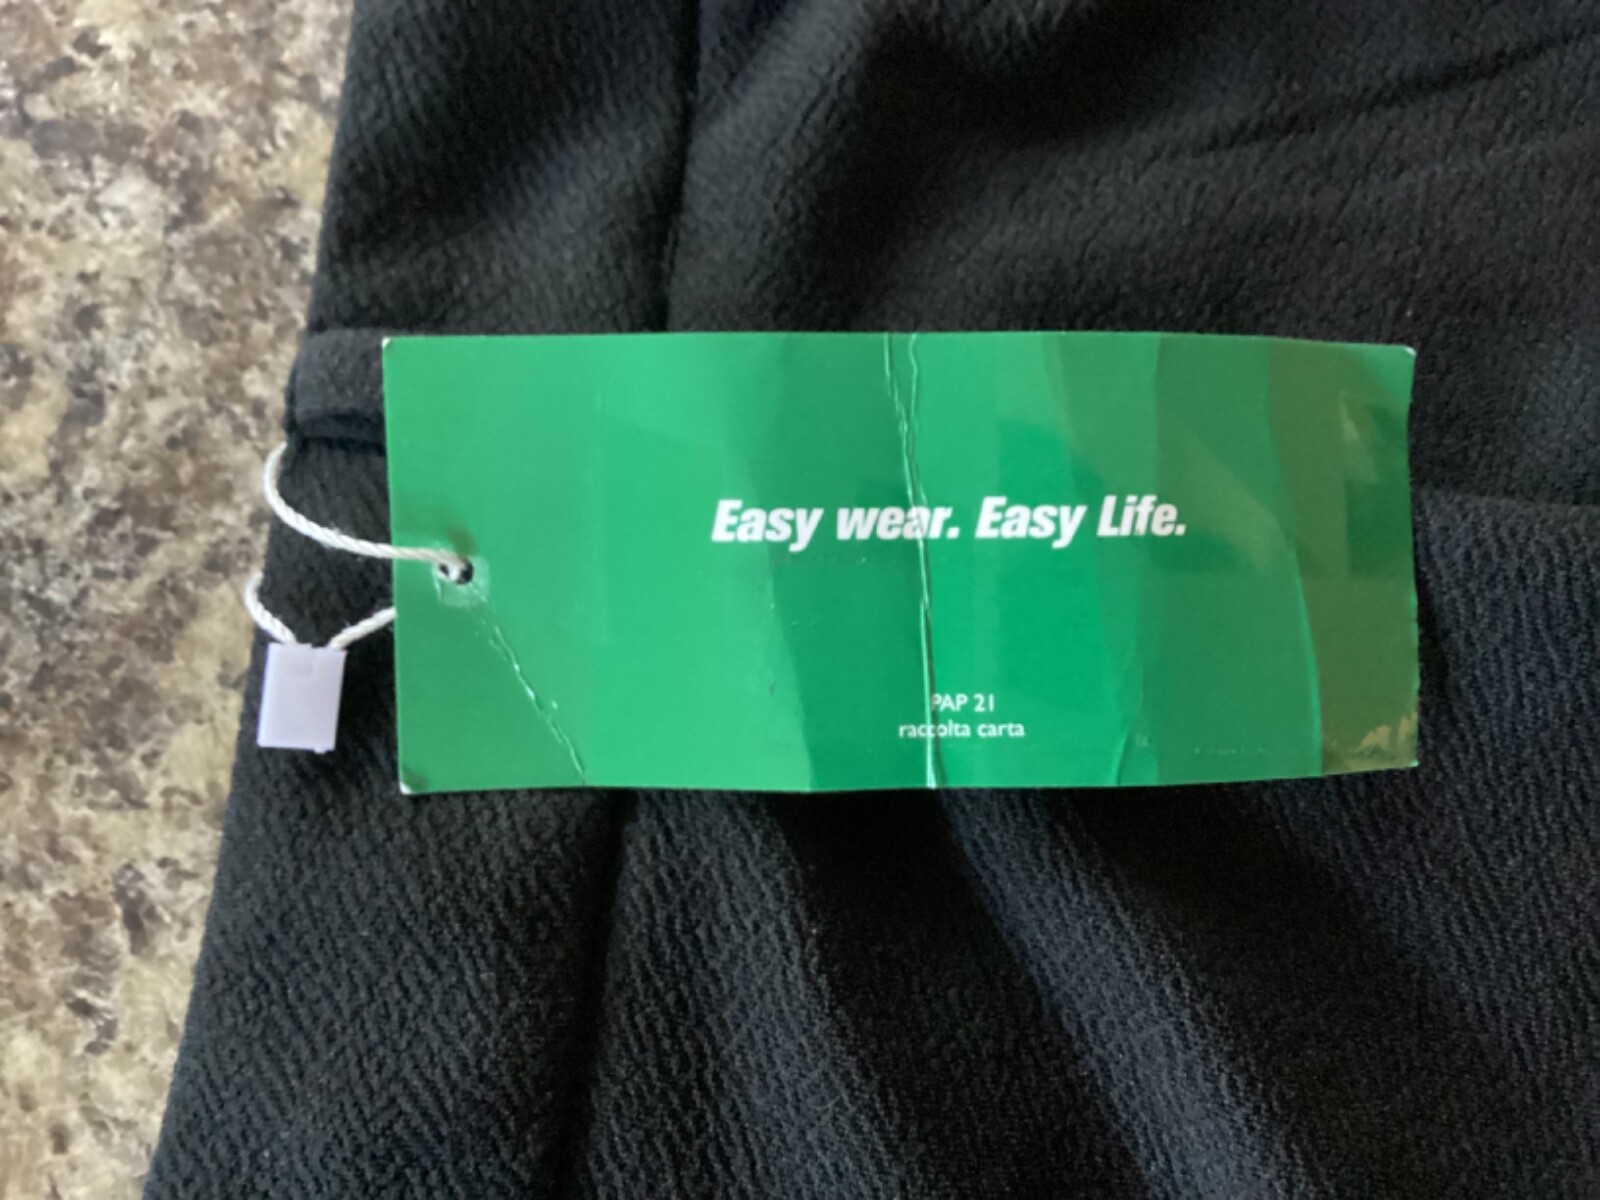 Easy wear. Easy Life.
PAP 21
raccolta carta